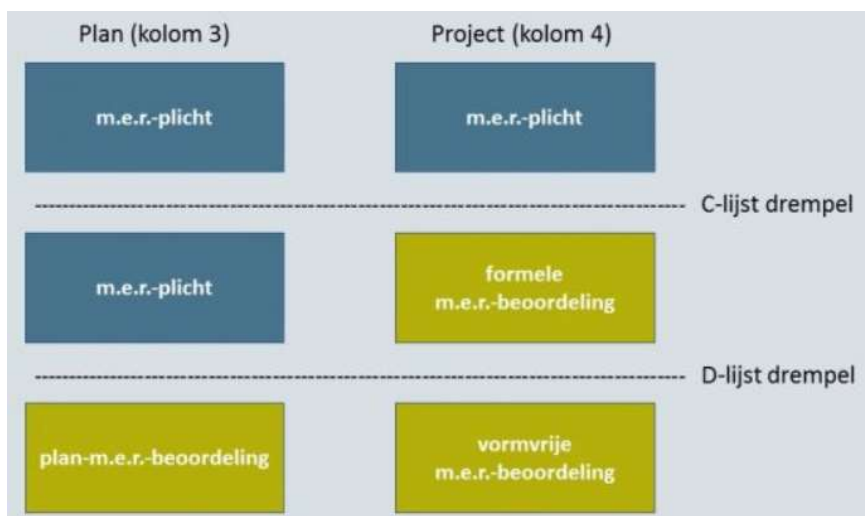 Plan (kolom 3)
Project (kolom 4)
m.e.r.-plicht
m.e.r.-plicht
C-lijst drempel
m.e.r.-plicht
formele
m.e.r.-beoordeling
D-lijst drempel
plan-m.e.r.-beoordeling
vormvrije
m.e.r.-beoordeling